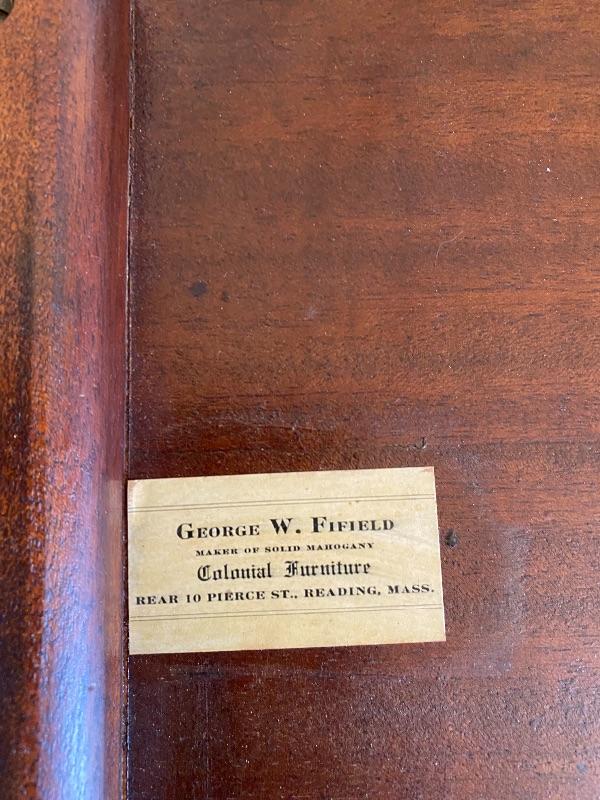 GEORGE W. FIFIELD
MAKER OF SOLID MAHOGANY
Colonial Furniture
REAR 10 PIERCE ST., READING, MASS.